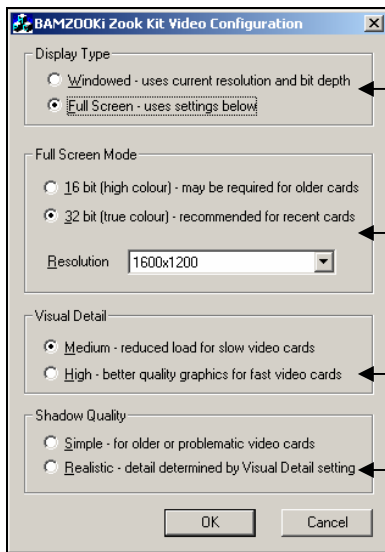 BAMZOOKi Zook Kit Video Configuration
Display Type
Windowed - uses current resolution and bit depth
Full Screen - uses settings below
Full Screen Mode
16 bit (high colour) - may be required for older cards
32 bit (true colour) - recommended for recent cards
Resolution 1600x1200
Visual Detail
Medium - reduced load for slow video cards
High - better quality graphics for fast video cards
Shadow Quality
Simple - for older or problematic video cards
Realistic - detail determined by Visual Detail setting
OK Cancel